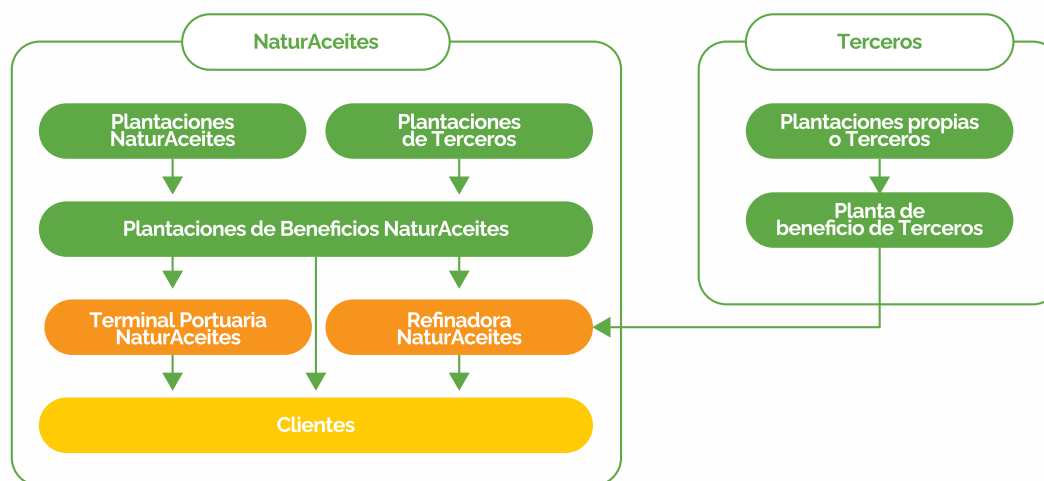 NaturAceites
Terceros
Plantaciones
NaturAceites
Plantaciones
de Terceros
Plantaciones propias
o Terceros
Plantaciones de Beneficios NaturAceites
Planta de
beneficio de Terceros
Terminal Portuaria
NaturAceites
Refinadora
NaturAceites
Clientes